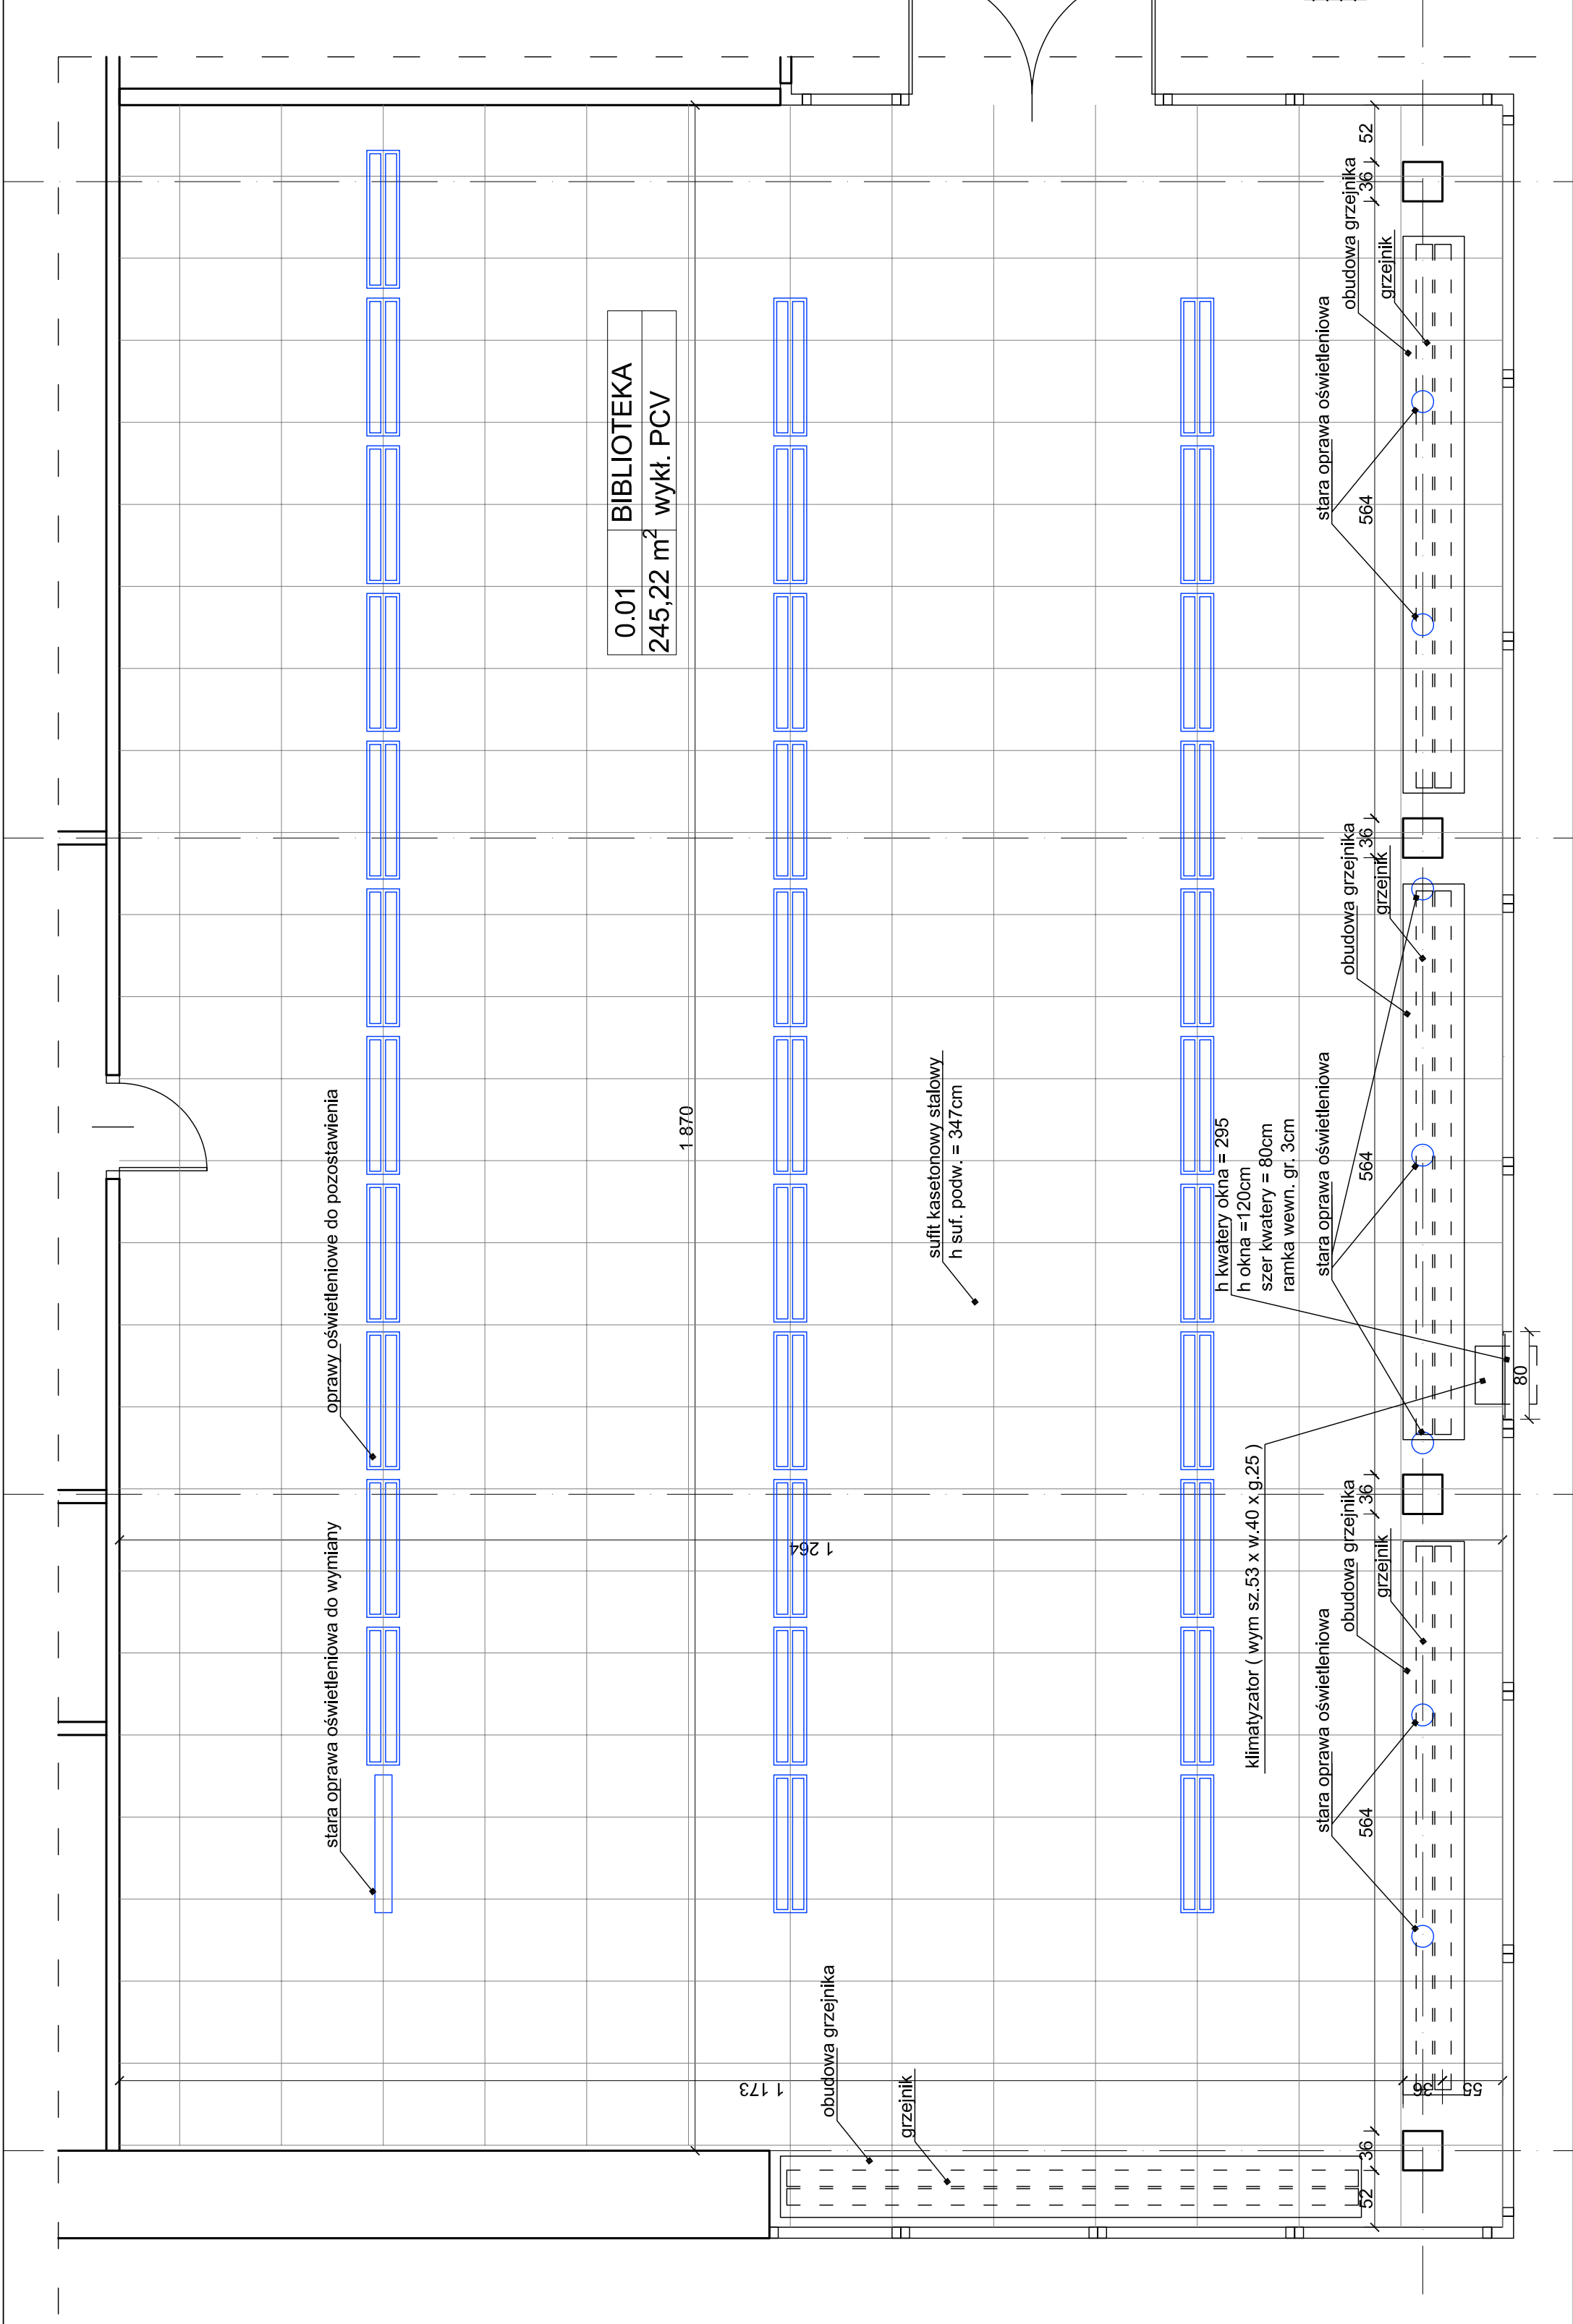 0.01 BIBLIOTEKA
245,22 m² wykł. PCV
oprawy oświetleniowe do pozostawienia
stara oprawa oświetleniowa do wymiany
1 870
1 264
1 173
sufit kasetonowy stalowy
h suf. podw. = 347cm
h kwatery okna = 295
h okna =120cm
szer kwatery = 80cm
ramka wewn. gr. 3cm
klimatyzator ( wym sz.53 x w.40 x g.25 )
80
stara oprawa oświetleniowa
564
obudowa grzejnika
grzejnik
52
36
stara oprawa oświetleniowa
564
obudowa grzejnika
grzejnik
36
stara oprawa oświetleniowa
564
obudowa grzejnika
grzejnik
36
obudowa grzejnika
grzejnik
52
36
36
55